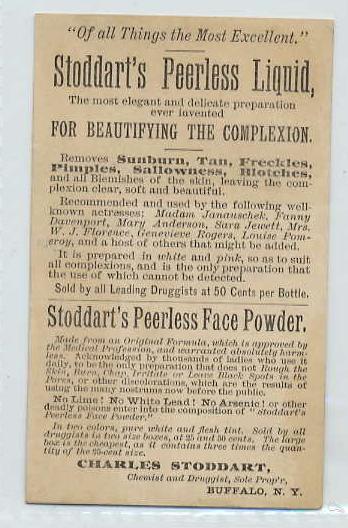 "Of all Things the Most Excellent."
Stoddart's Peerless Liquid,
The most elegant and delicate preparation
ever invented
FOR BEAUTIFYING THE COMPLEXION.
Removes Sunburn, Tan, Freckles,
Pimples, Sallowness, Blotches,
and all Blemishes of the skin, leaving the com-
plexion clear, soft and beautiful.
Recommended and used by the following well-
known actresses; Madam Janauschek, Fanny
Davenport, Mary Anderson, Sara Jewett, Mrs.
W. J. Florence, Genevieve Rogers, Louise Pom-
eroy, and a host of others that might be added.
It is prepared in white and pink, so as to suit
all complexions, and is the only preparation that
the use of which cannot be detected.
Sold by all Leading Druggists at 50 Cents per Bottle.
Stoddart's Peerless Face Powder.
Made from an Original Formula, which is approved by
the Medical Profession, and warranted absolutely harm-
less. Acknowledged by thousands of ladies who use it
daily, to be the only preparation that does not Rough the
Skin, Burn, Chap, Irritate or Leave Black Spots in the
Pores, or other discolorations, which are the results of
using the many nostrums now before the public.
No Lime! No White Lead! No Arsenic! or other
deadly poisons enter into the composition of "Stoddart's
Peerless Face Powder."
In two colors, pure white and flesh tint. Sold by all
druggists in two size boxes, at 25 and 50 cents. The large
box is the cheapest, as it contains three times the quan-
tity of the 25-cent size.
CHARLES STODDART,
Chemist and Druggist, Sole Prop'r,
BUFFALO, N. Y.